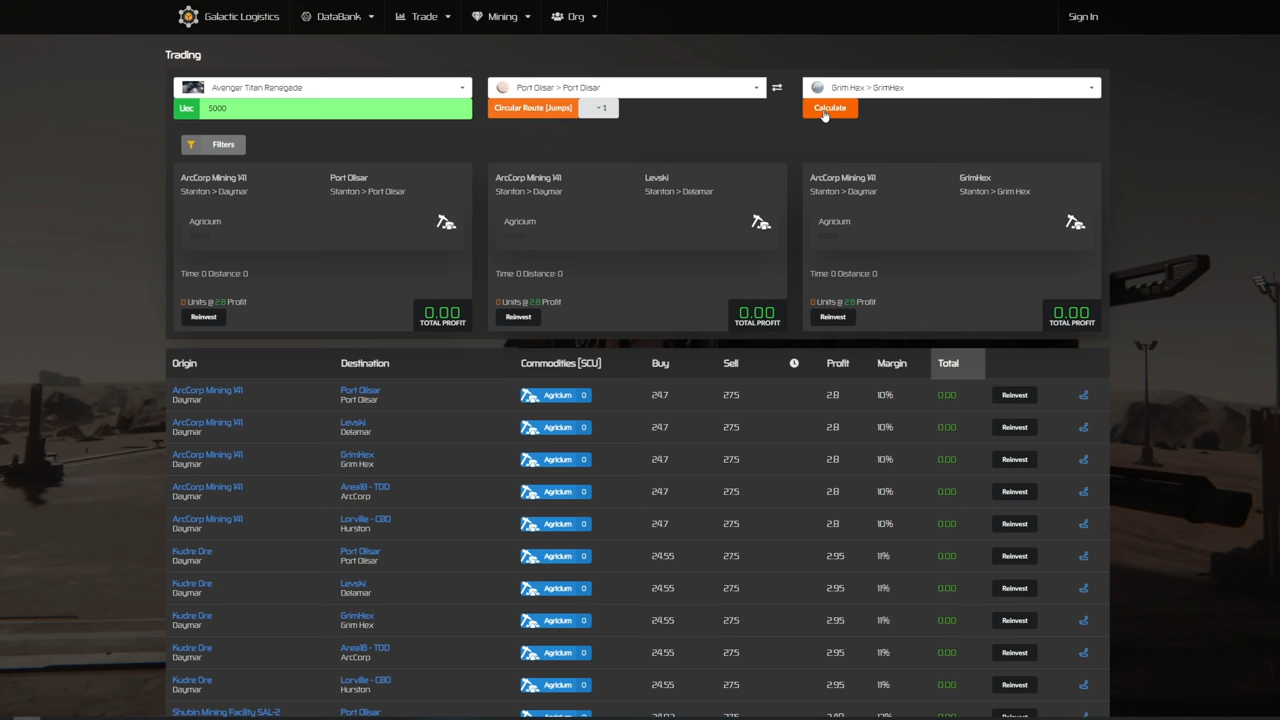 Galactic Logistics DataBank Trade Mining Org Sign In
Trading
Avenger Titan Renegade Port Olisar > Port Olisar Grim Hex > GrimHex
Uec 5000 Circular Route [Jumps] - 1 Calculate
Filters
ArcCorp Mining 141 Port Olisar ArcCorp Mining 141 Levski ArcCorp Mining 141 GrimHex
Stanton > Daymar Stanton > Port Olisar Stanton > Daymar Stanton > Delamar Stanton > Daymar Stanton > Grim Hex
Agricium Agricium Agricium
Time: 0 Distance: 0 Time: 0 Distance: 0 Time: 0 Distance: 0
0 Units @ 2.8 Profit 0 Units @ 2.8 Profit 0 Units @ 2.8 Profit
Reinvest 0.00 Reinvest 0.00 Reinvest 0.00
TOTAL PROFIT TOTAL PROFIT TOTAL PROFIT
Origin Destination Commodities [SCU] Buy Sell Profit Margin Total
ArcCorp Mining 141 Port Olisar Agricium 0 24.7 27.5 2.8 10% 0.00 Reinvest
Daymar Port Olisar
ArcCorp Mining 141 Levski Agricium 0 24.7 27.5 2.8 10% 0.00 Reinvest
Daymar Delamar
ArcCorp Mining 141 GrimHex Agricium 0 24.7 27.5 2.8 10% 0.00 Reinvest
Daymar Grim Hex
ArcCorp Mining 141 Area18 - TDD Agricium 0 24.7 27.5 2.8 10% 0.00 Reinvest
Daymar ArcCorp
ArcCorp Mining 141 Lorville - CBD Agricium 0 24.7 27.5 2.8 10% 0.00 Reinvest
Daymar Hurston
Kudre Ore Port Olisar Agricium 0 24.55 27.5 2.95 11% 0.00 Reinvest
Daymar Port Olisar
Kudre Ore Levski Agricium 0 24.55 27.5 2.95 11% 0.00 Reinvest
Daymar Delamar
Kudre Ore GrimHex Agricium 0 24.55 27.5 2.95 11% 0.00 Reinvest
Daymar Grim Hex
Kudre Ore Area18 - TDD Agricium 0 24.55 27.5 2.95 11% 0.00 Reinvest
Daymar ArcCorp
Kudre Ore Lorville - CBD Agricium 0 24.55 27.5 2.95 11% 0.00 Reinvest
Daymar Hurston
Shubin Mining Facility SAL-2 Port Olisar